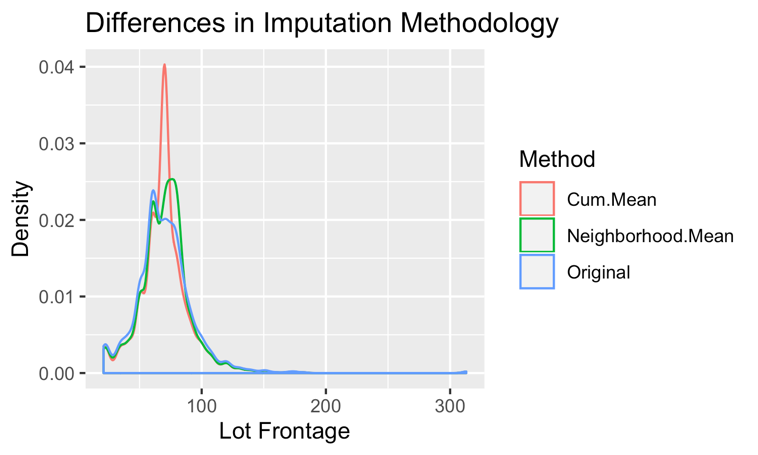 Differences in Imputation Methodology
0.04
0.03
0.02
0.01
0.00
Density
100
200
300
Lot Frontage
Method
Cum.Mean
Neighborhood.Mean
Original